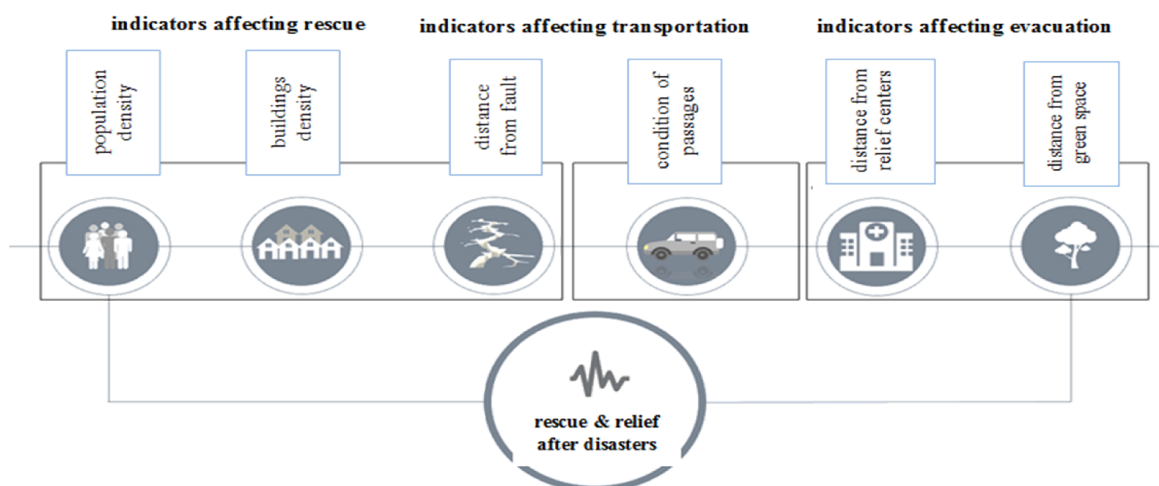 indicators affecting rescue
indicators affecting transportation
indicators affecting evacuation
population
density
buildings
density
distance
from fault
condition of
passages
distance from
relief centers
distance from
green space
rescue & relief
after disasters